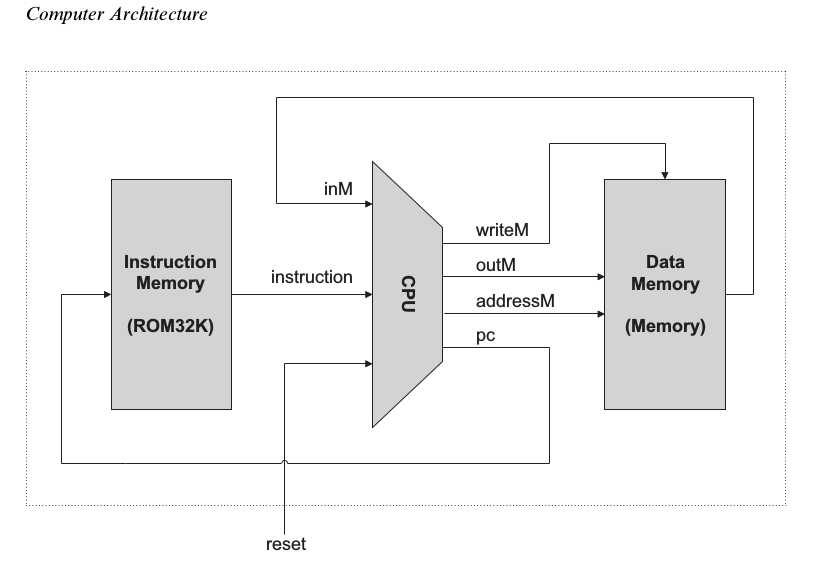 Computer Architecture
inM
writeM
Instruction
Memory
(ROM32K)
instruction
CPU
outM
addressM
pc
Data
Memory
(Memory)
reset